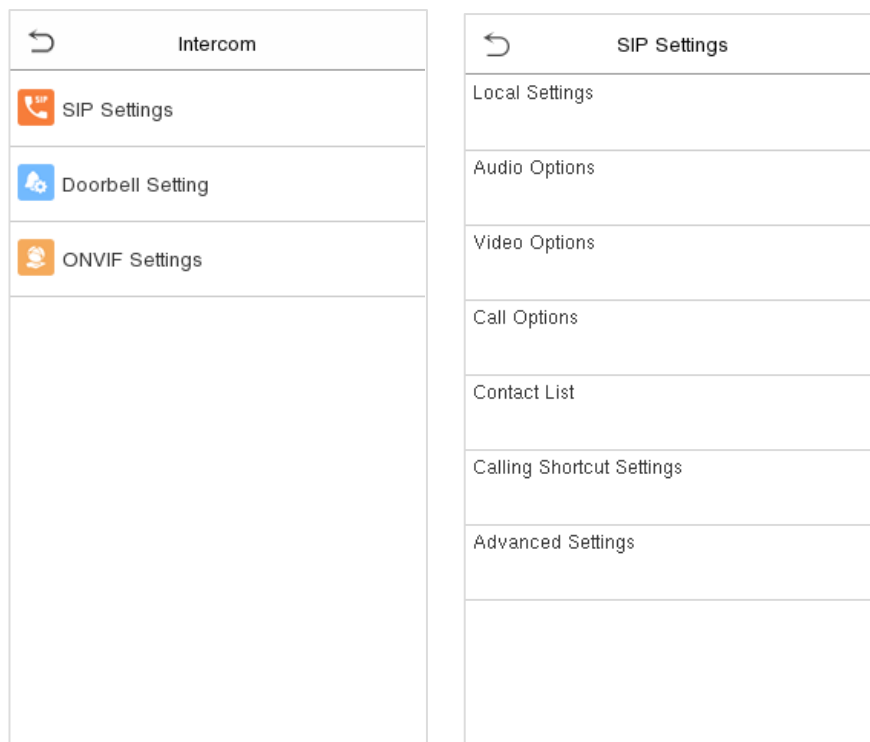 Intercom
SIP
SIP Settings
Doorbell Setting
ONVIF Settings
SIP Settings
Local Settings
Audio Options
Video Options
Call Options
Contact List
Calling Shortcut Settings
Advanced Settings